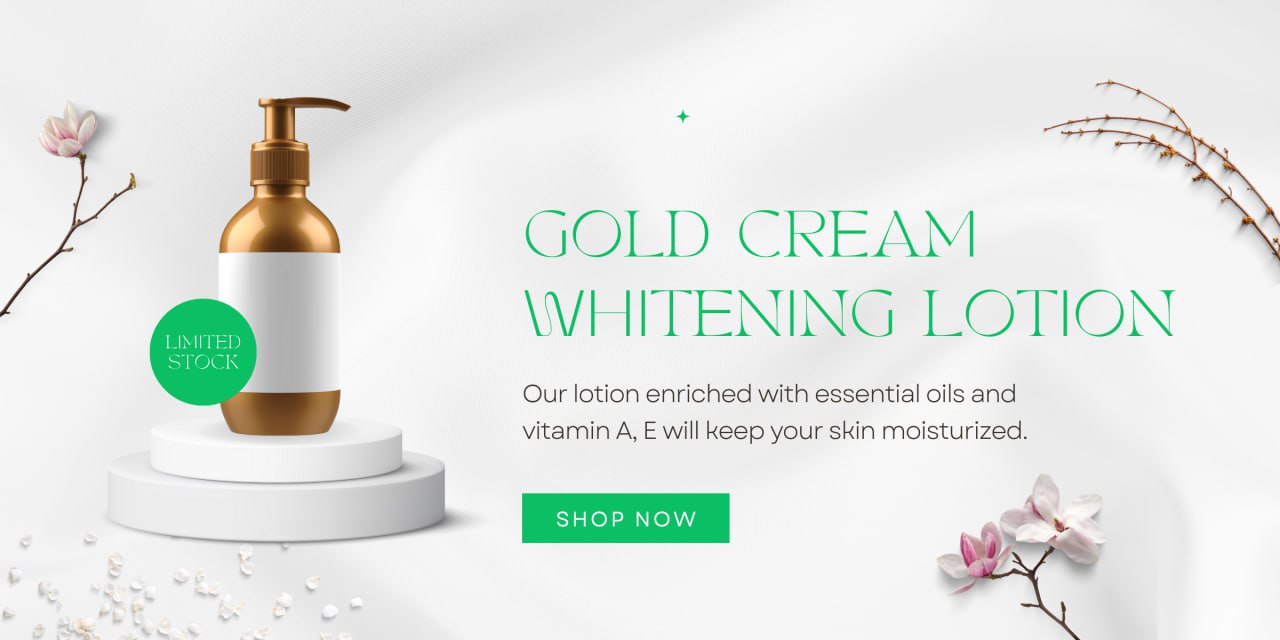 GOLD CREAM
WHITENING LOTION
Our lotion enriched with essential oils and
vitamin A, E will keep your skin moisturized.
SHOP NOW
LIMITED
STOCK